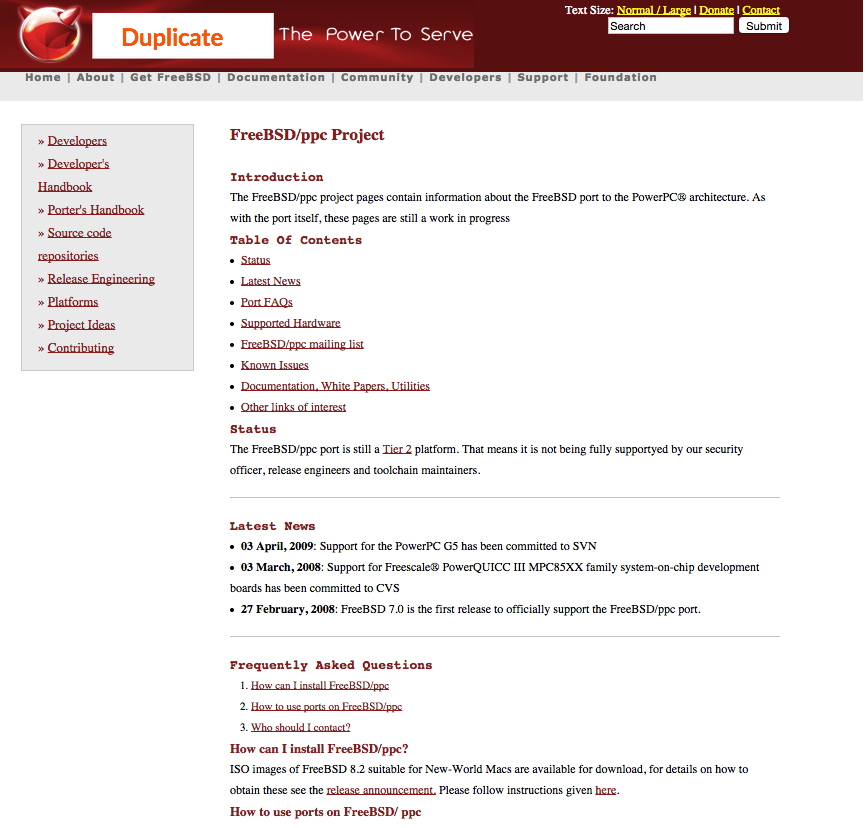 Text Size: Normal / Large | Donate | Contact
Search Submit
Duplicate The Power To Serve
Home | About | Get FreeBSD | Documentation | Community | Developers | Support | Foundation
» Developers
» Developer's
Handbook
» Porter's Handbook
» Source code
repositories
» Release Engineering
» Platforms
» Project Ideas
» Contributing
FreeBSD/ppc Project
Introduction
The FreeBSD/ppc project pages contain information about the FreeBSD port to the PowerPC® architecture. As
with the port itself, these pages are still a work in progress
Table Of Contents
• Status
• Latest News
• Port FAQs
• Supported Hardware
• FreeBSD/ppc mailing list
• Known Issues
• Documentation, White Papers, Utilities
• Other links of interest
Status
The FreeBSD/ppc port is still a Tier 2 platform. That means it is not being fully supportyed by our security
officer, release engineers and toolchain maintainers.
Latest News
• 03 April, 2009: Support for the PowerPC G5 has been committed to SVN
• 03 March, 2008: Support for Freescale® PowerQUICC III MPC85XX family system-on-chip development
boards has been committed to CVS
• 27 February, 2008: FreeBSD 7.0 is the first release to officially support the FreeBSD/ppc port.
Frequently Asked Questions
1. How can I install FreeBSD/ppc
2. How to use ports on FreeBSD/ppc
3. Who should I contact?
How can I install FreeBSD/ppc?
ISO images of FreeBSD 8.2 suitable for New-World Macs are available for download, for details on how to
obtain these see the release announcement. Please follow instructions given here.
How to use ports on FreeBSD/ ppc